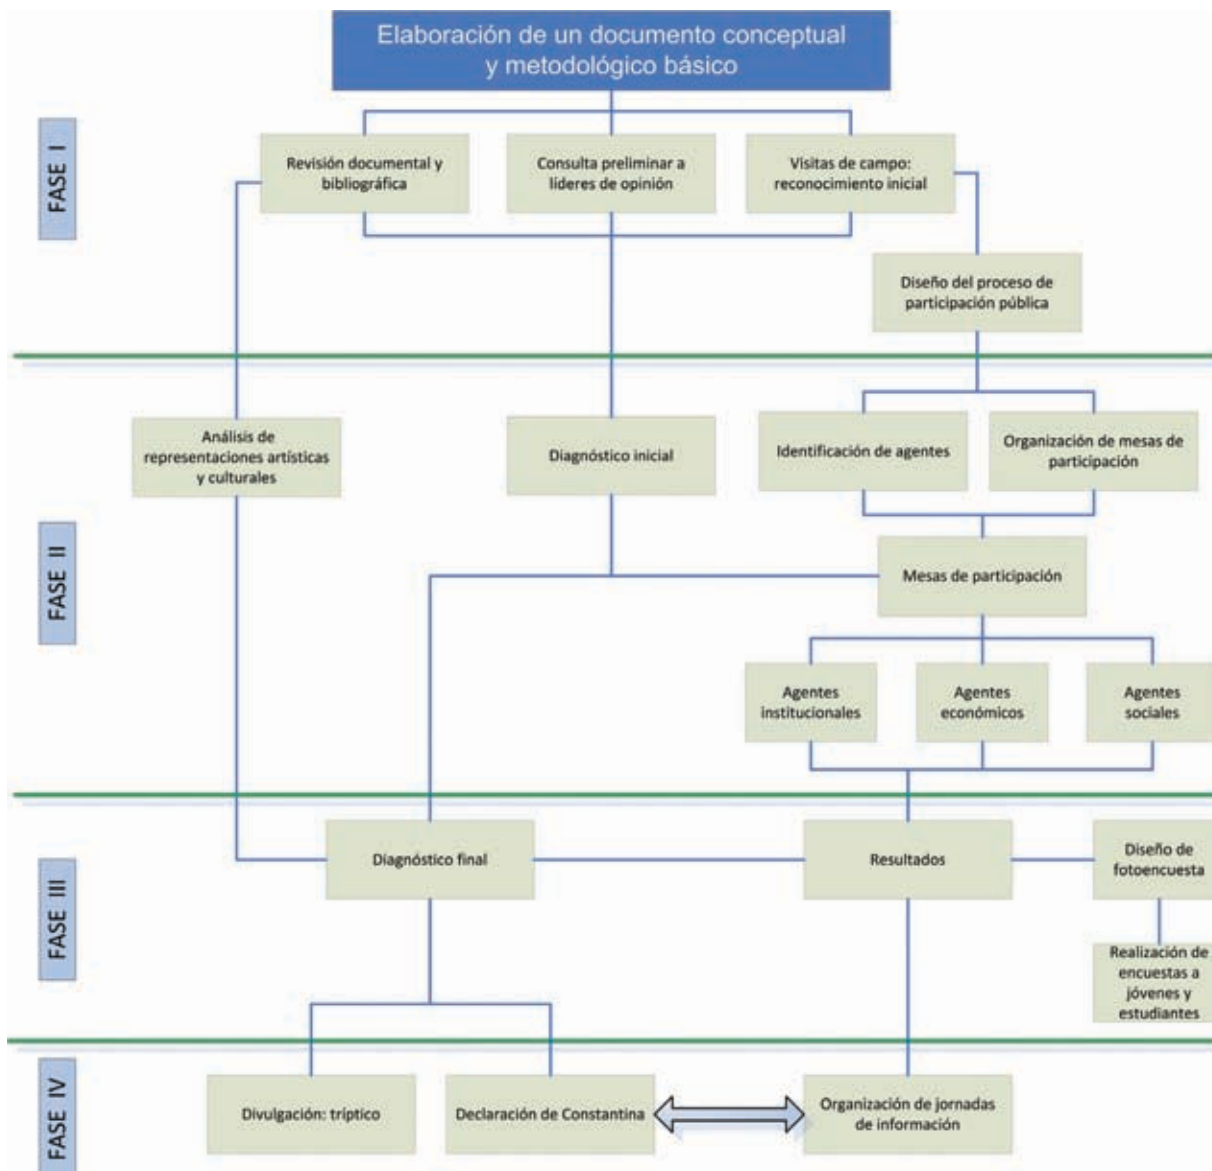 Elaboración de un documento conceptual
y metodológico básico
FASE I
Revisión documental y
bibliográfica
Consulta preliminar a
líderes de opinión
Visitas de campo:
reconocimiento inicial
Diseño del proceso de
participación pública
FASE II
Análisis de
representaciones artísticas
y culturales
Diagnóstico inicial
Identificación de agentes
Organización de mesas de
participación
Mesas de participación
Agentes
institucionales
Agentes
económicos
Agentes
sociales
FASE III
Diagnóstico final
Resultados
Diseño de
fotoencuesta
Realización de
encuestas a
jóvenes y
estudiantes
FASE IV
Divulgación: tríptico
Declaración de Constantina
Organización de jornadas
de información